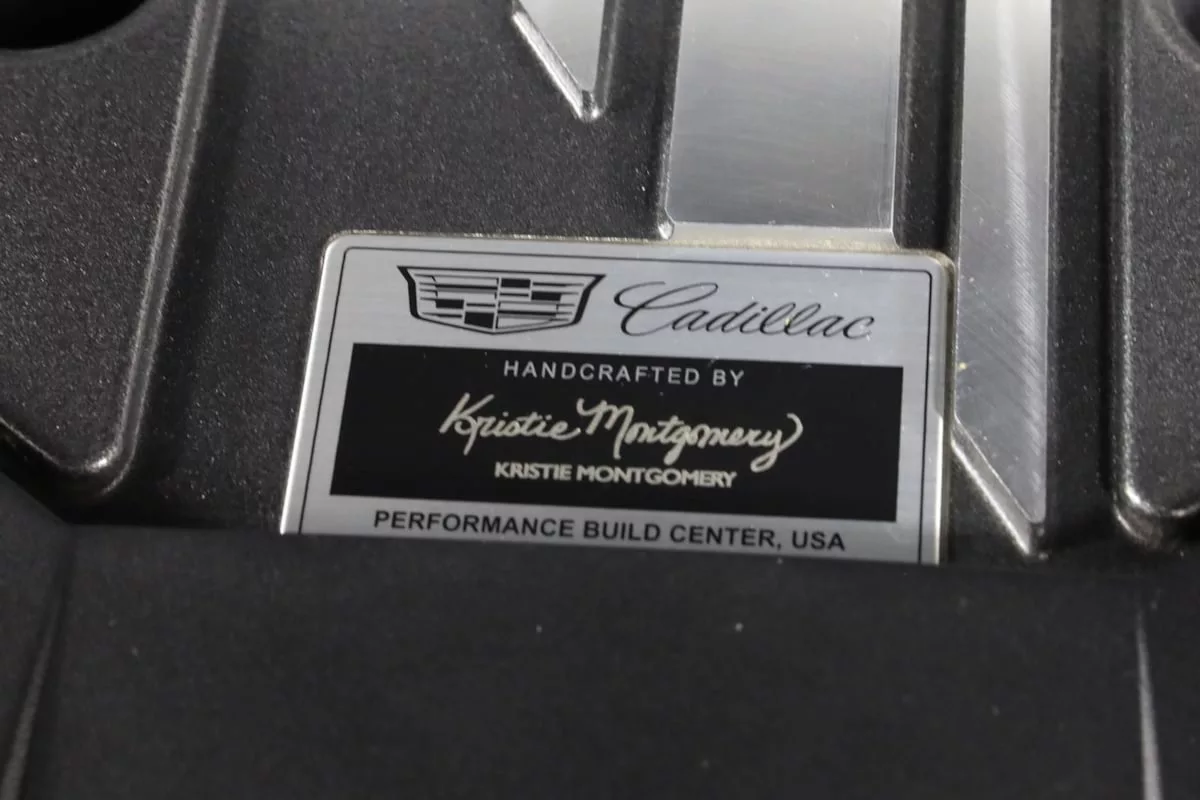 Cadillac
HANDCRAFTED BY
Kristie Montgomery
KRISTIE MONTGOMERY
PERFORMANCE BUILD CENTER, USA